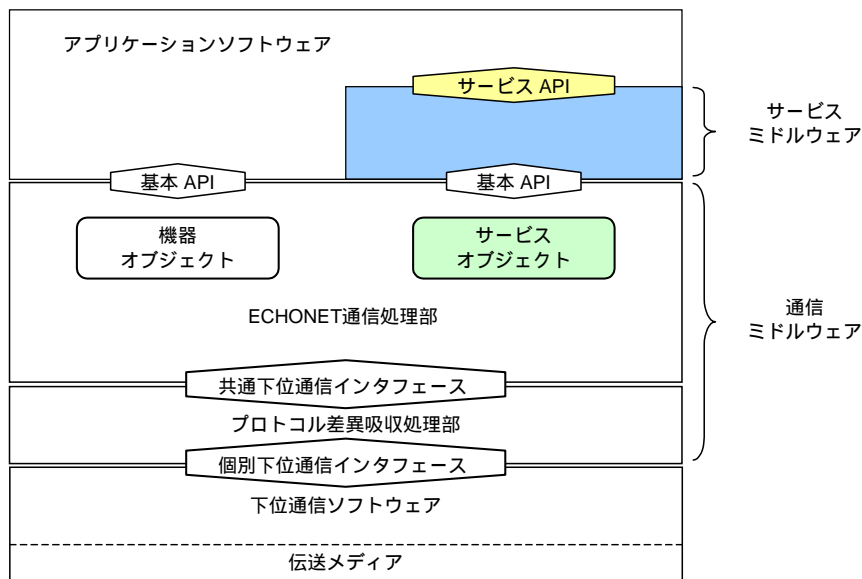 アプリケーションソフトウェア
サービス API
サービス
ミドルウェア
基本 API
基本 API
機器
オブジェクト
サービス
オブジェクト
ECHONET通信処理部
通信
ミドルウェア
共通下位通信インタフェース
プロトコル差異吸収処理部
個別下位通信インタフェース
下位通信ソフトウェア
伝送メディア